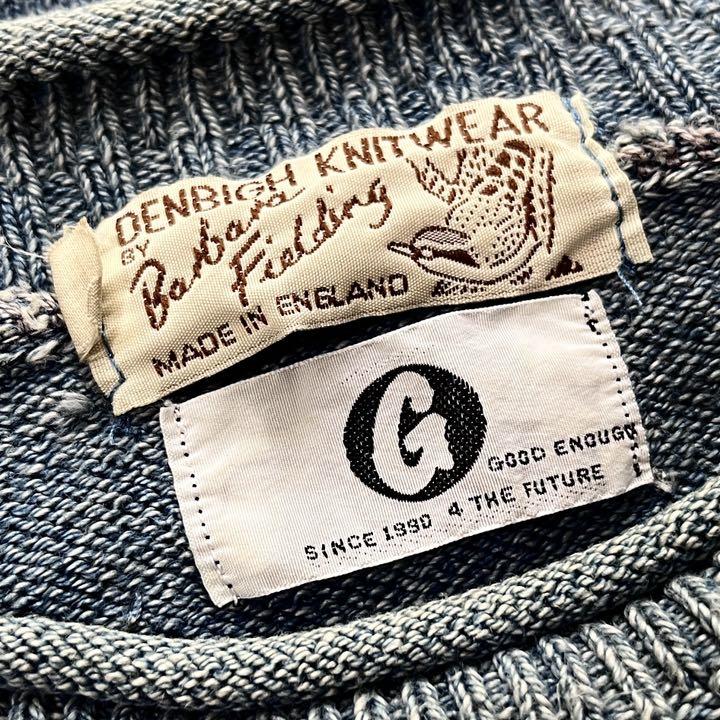 DENBIGH KNITWEAR
BY
Barbara
Fielding
MADE IN ENGLAND
G
GOOD ENOUGH
SINCE 1990 4 THE FUTURE